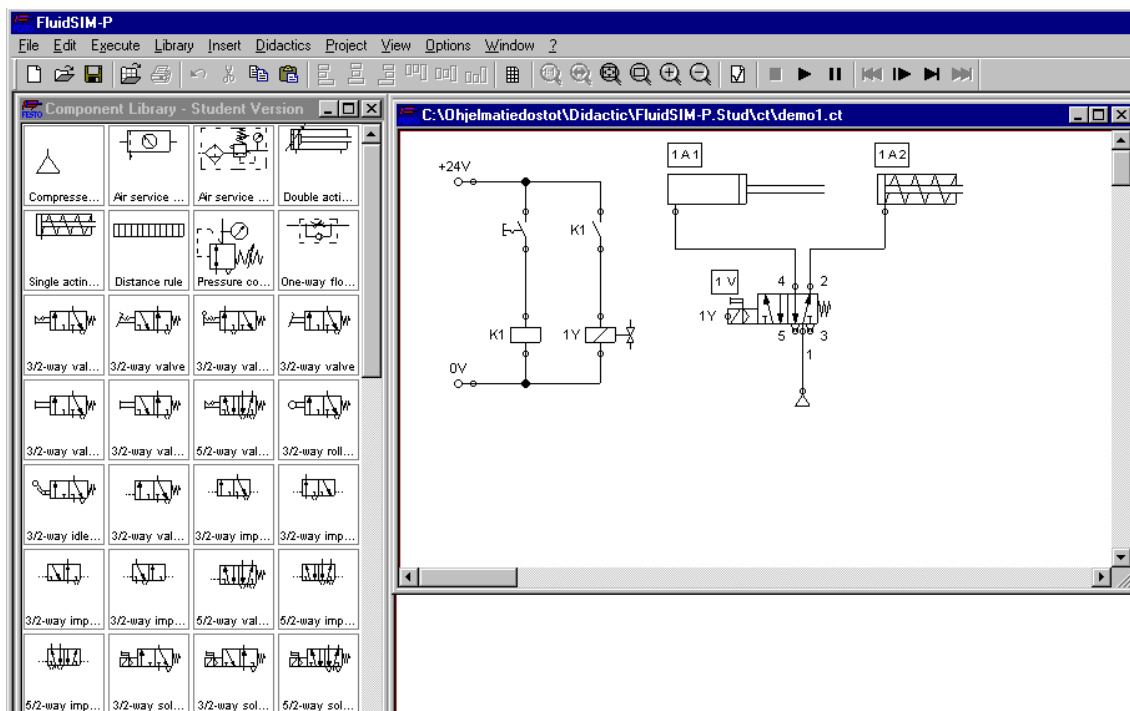 FluidSIM-P
File Edit Execute Library Insert Didactics Project View Options Window ?
Component Library - Student Version
FESTO
Compresse... Air service ... Air service ... Double acti...
Single actin... Distance rule Pressure co... One-way flo...
3/2-way val... 3/2-way valve 3/2-way val... 3/2-way valve
3/2-way val... 3/2-way val... 5/2-way val... 3/2-way roll...
3/2-way idle... 3/2-way val... 3/2-way imp... 3/2-way imp...
3/2-way imp... 3/2-way imp... 5/2-way val... 5/2-way imp...
5/2-way imp... 3/2-way sol... 3/2-way sol... 5/2-way sol...
C:\Ohjelmatiedostot\Didactic\FluidSIM-P.Stud\ct\demo1.ct
+24V
1A1
1A2
K1
1V
4 2
1Y
K1
1Y
5 3
1
0V